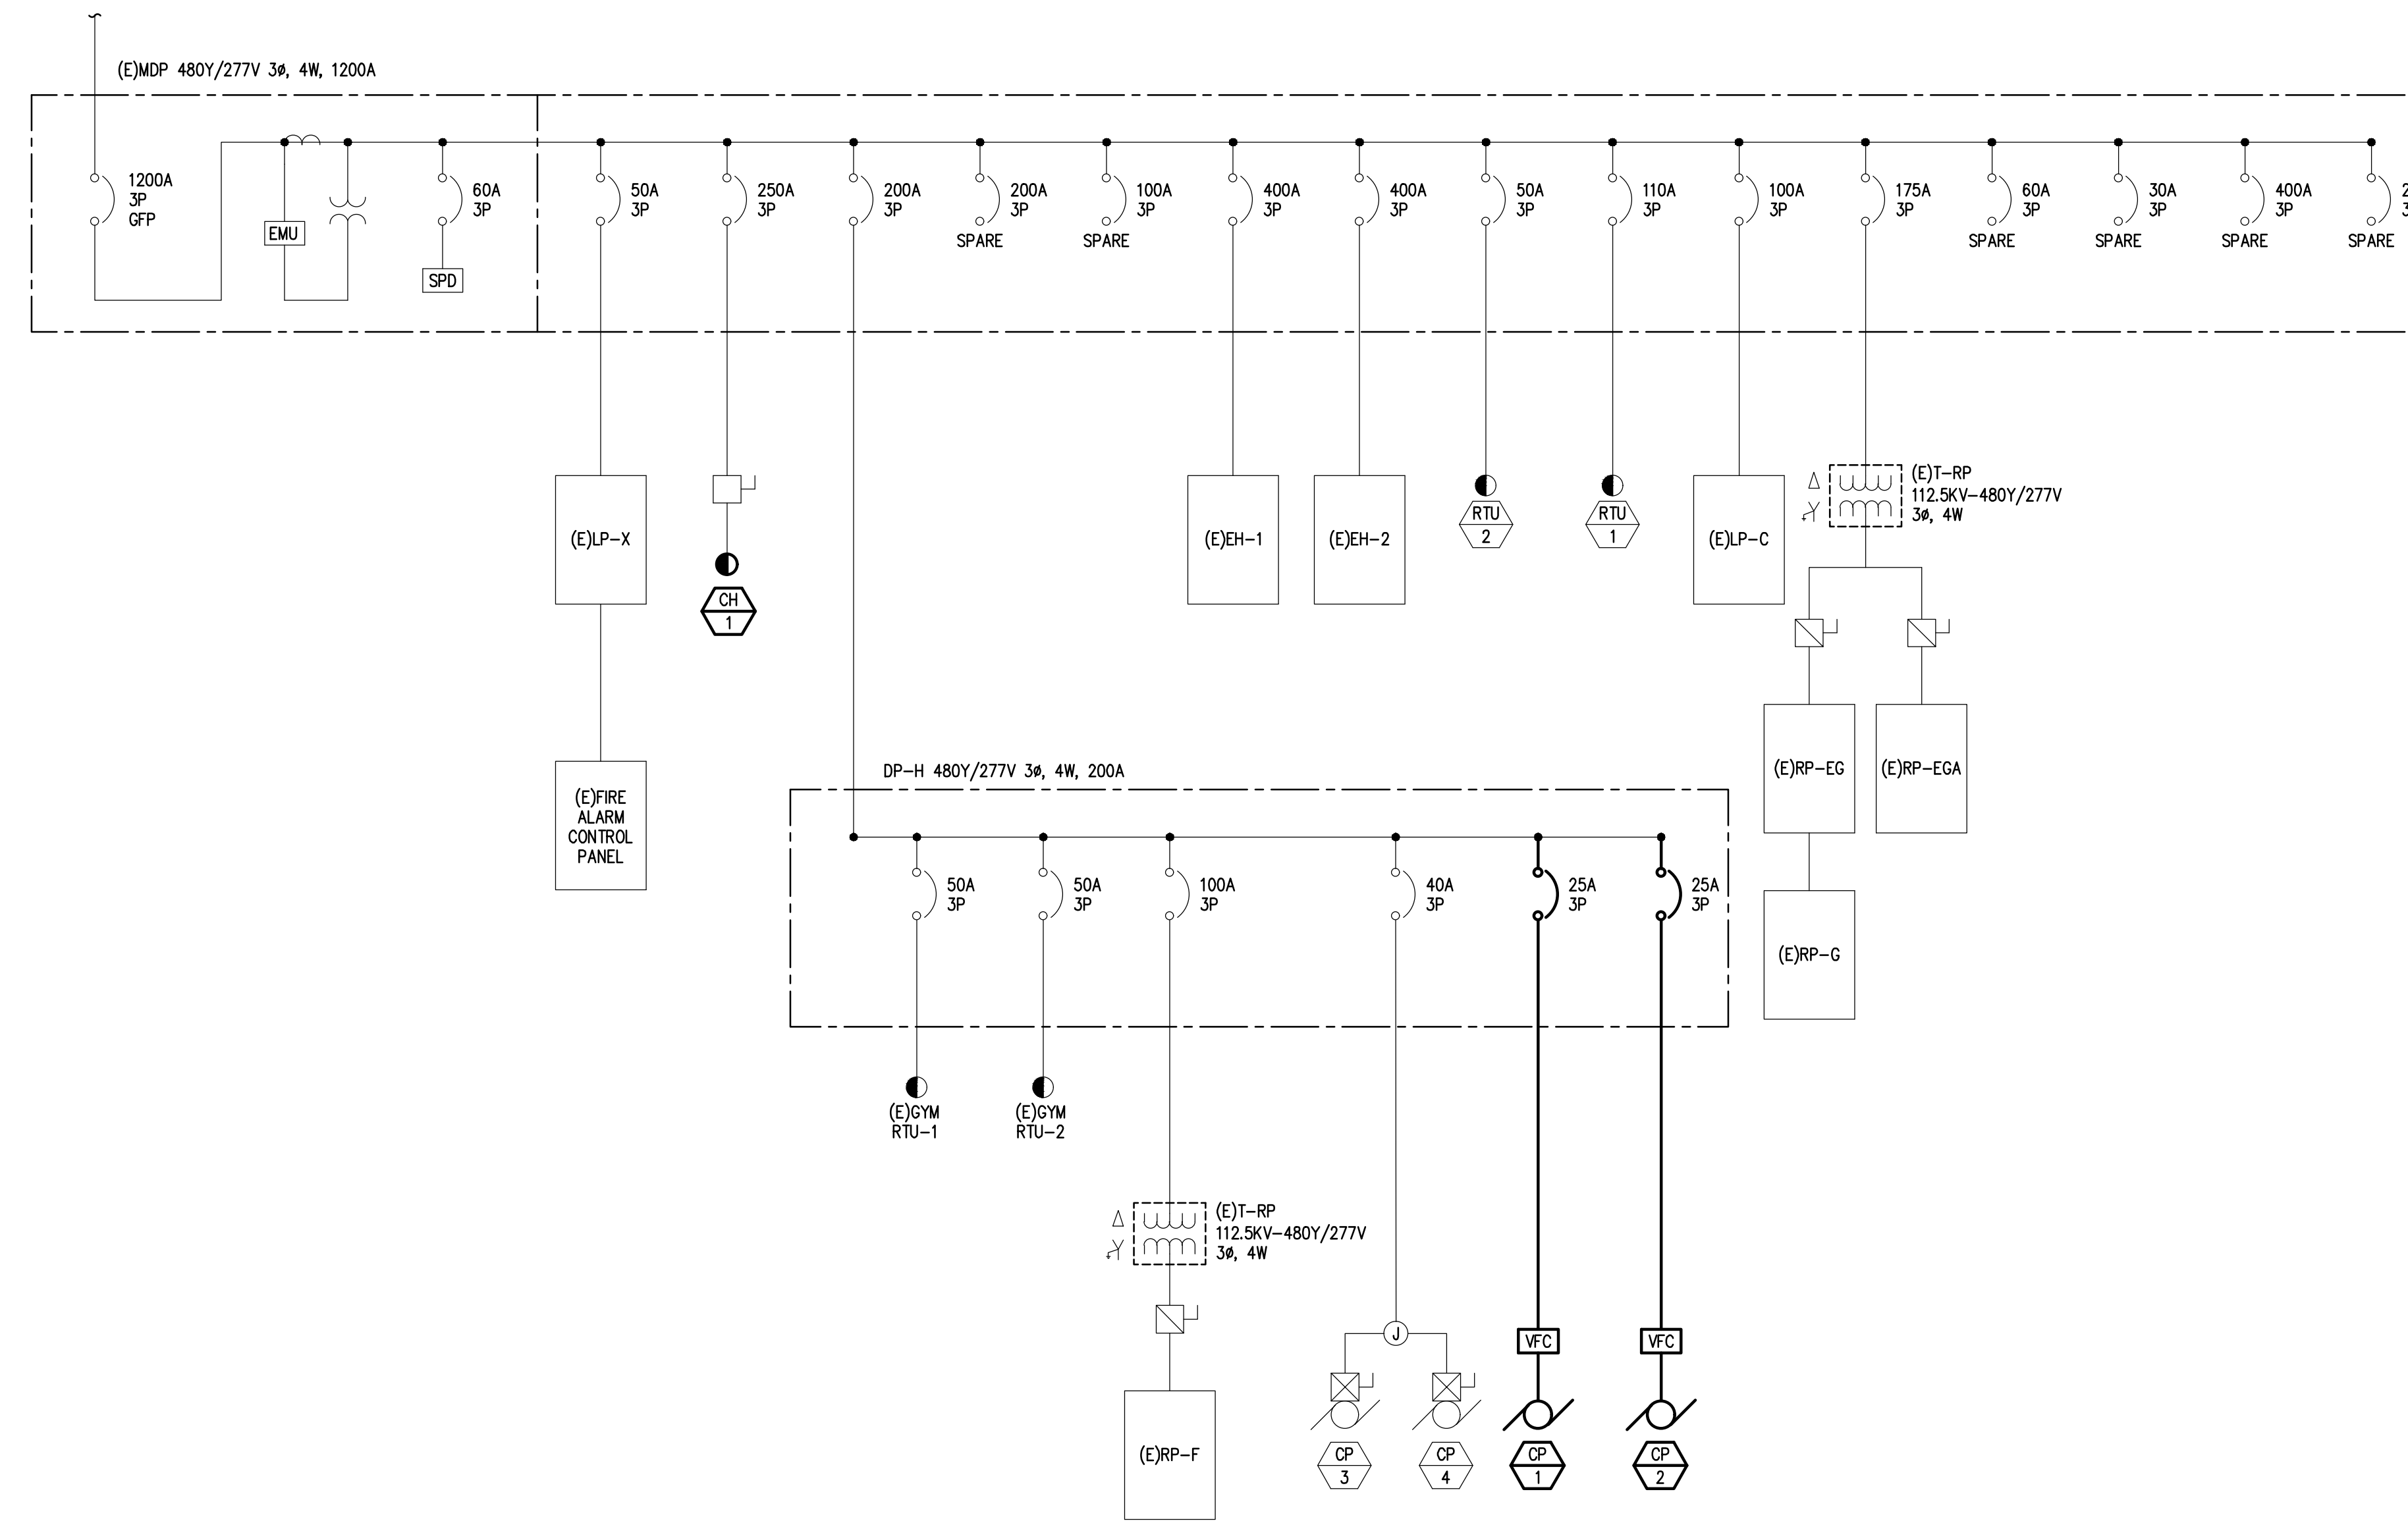 (E)MDP 480Y/277V 3ø, 4W, 1200A
1200A
3P
GFP
EMU
60A
3P
SPD
50A
3P
250A
3P
200A
3P
200A
3P
SPARE
100A
3P
SPARE
400A
3P
400A
3P
50A
3P
110A
3P
100A
3P
175A
3P
60A
3P
SPARE
30A
3P
SPARE
400A
3P
SPARE
SPARE
(E)LP-X
CH
1
(E)EH-1
(E)EH-2
RTU
2
RTU
1
(E)LP-C
(E)T-RP
112.5KV-480Y/277V
3ø, 4W
(E)FIRE
ALARM
CONTROL
PANEL
(E)RP-EG
(E)RP-EGA
(E)RP-G
DP-H 480Y/277V 3ø, 4W, 200A
50A
3P
50A
3P
100A
3P
40A
3P
25A
3P
25A
3P
(E)GYM
RTU-1
(E)GYM
RTU-2
(E)T-RP
112.5KV-480Y/277V
3ø, 4W
(E)RP-F
J
VFC
VFC
CP
3
CP
4
CP
1
CP
2